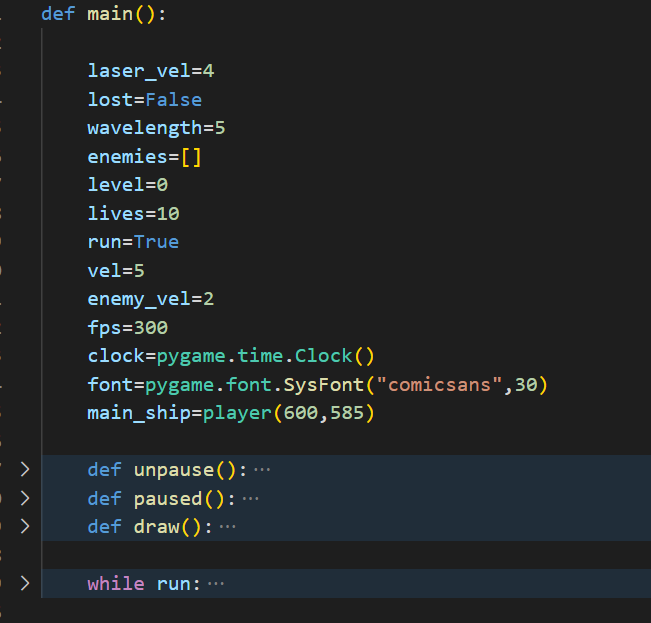 def main():
laser_vel=4
lost=False
wavelength=5
enemies=[]
level=0
lives=10
run=True
vel=5
enemy_vel=2
fps=300
clock=pygame.time.Clock()
font=pygame.font.SysFont("comicsans",30)
main_ship=player(600,585)
def unpause():···
def paused():···
def draw():···
while run:···